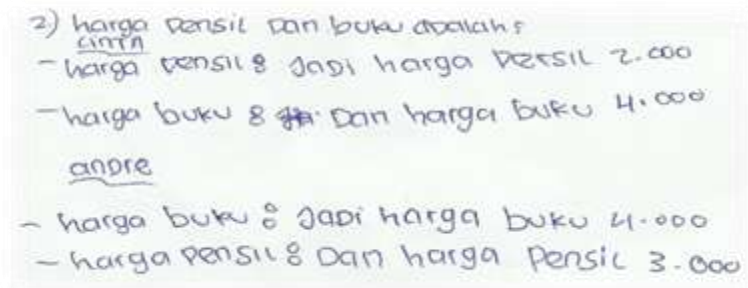 2) harga pensil dan buku adalah :
cinta
- harga pensil : Jadi harga pensil 2.000
- harga buku : Dan harga buku 4.000
andre
- harga buku : Jadi harga buku 4.000
- harga pensil : Dan harga pensil 3.000